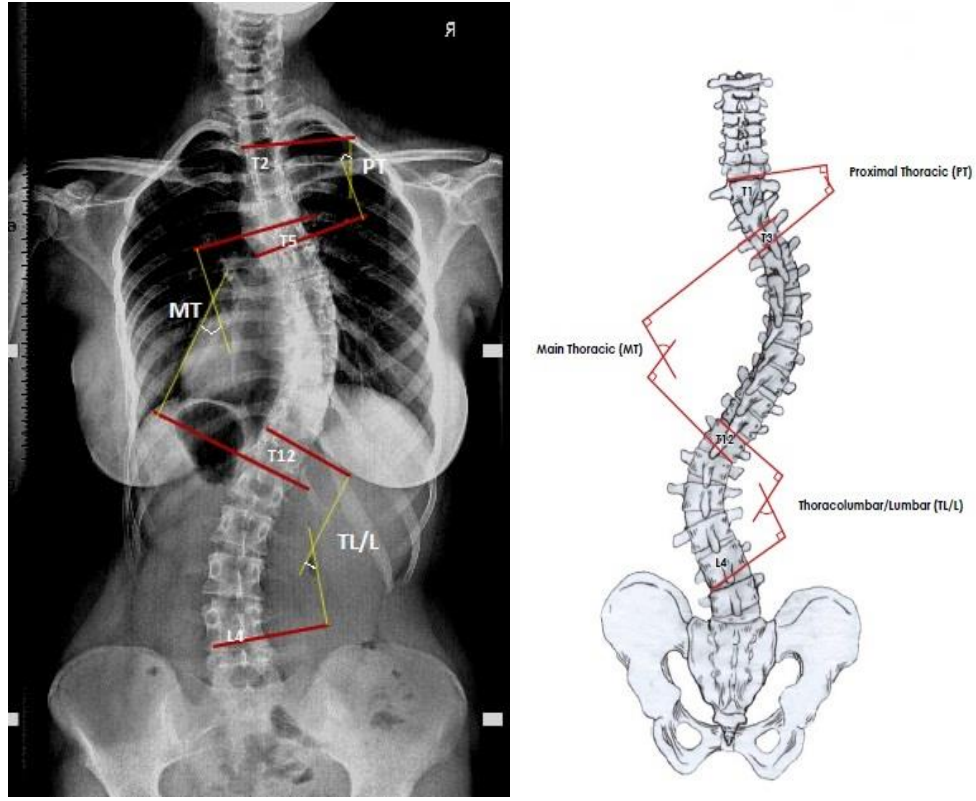 Я
T2
PT
T5
MT
T12
TL/L
L4
Proximal Thoracic (PT)
T1
T3
Main Thoracic (MT)
T12
Thoracolumbar/Lumbar (TL/L)
L4